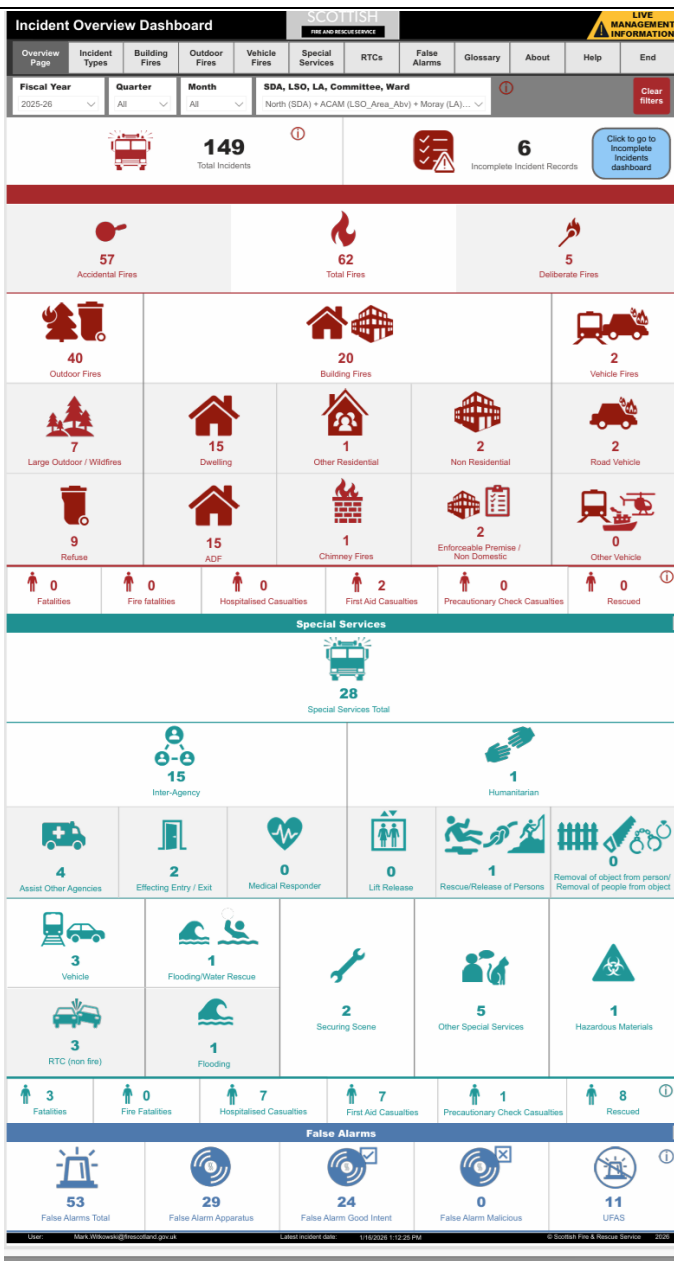 Incident Overview Dashboard
SCOTTISH
FIRE AND RESCUE SERVICE
LIVE
MANAGEMENT
INFORMATION
Overview Page
Incident Types
Building Fires
Outdoor Fires
Vehicle Fires
Special Services
RTCs
False Alarms
Glossary
About
Help
End
Fiscal Year
2025-26
Quarter
All
Month
All
SDA, LSO, LA, Committee, Ward
North (SDA) + ACAM (LSO_Area_Abv) + Moray (LA)...
Clear filters
149
Total Incidents
6
Incomplete Incident Records
Click to go to
Incomplete
Incidents
dashboard
57
Accidental Fires
62
Total Fires
5
Deliberate Fires
40
Outdoor Fires
20
Building Fires
2
Vehicle Fires
7
Large Outdoor / Wildfires
15
Dwelling
1
Other Residential
2
Non Residential
2
Road Vehicle
9
Refuse
15
ADF
1
Chimney Fires
2
Enforceable Premise /
Non Domestic
0
Other Vehicle
0
Fatalities
0
Fire fatalities
0
Hospitalised Casualties
2
First Aid Casualties
0
Precautionary Check Casualties
0
Rescued
Special Services
28
Special Services Total
15
Inter-Agency
1
Humanitarian
4
Assist Other Agencies
2
Effecting Entry / Exit
0
Medical Responder
0
Lift Release
1
Rescue/Release of Persons
0
Removal of object from person/
Removal of people from object
3
Vehicle
1
Flooding/Water Rescue
2
Securing Scene
5
Other Special Services
1
Hazardous Materials
3
RTC (non fire)
1
Flooding
3
Fatalities
0
Fire Fatalities
7
Hospitalised Casualties
7
First Aid Casualties
1
Precautionary Check Casualties
8
Rescued
False Alarms
53
False Alarms Total
29
False Alarm Apparatus
24
False Alarm Good Intent
0
False Alarm Malicious
11
UFAS
User: Mark.Witkowski@firescotland.gov.uk
Latest incident date: 1/16/2026 1:12:25 PM
© Scottish Fire & Rescue Service 2026